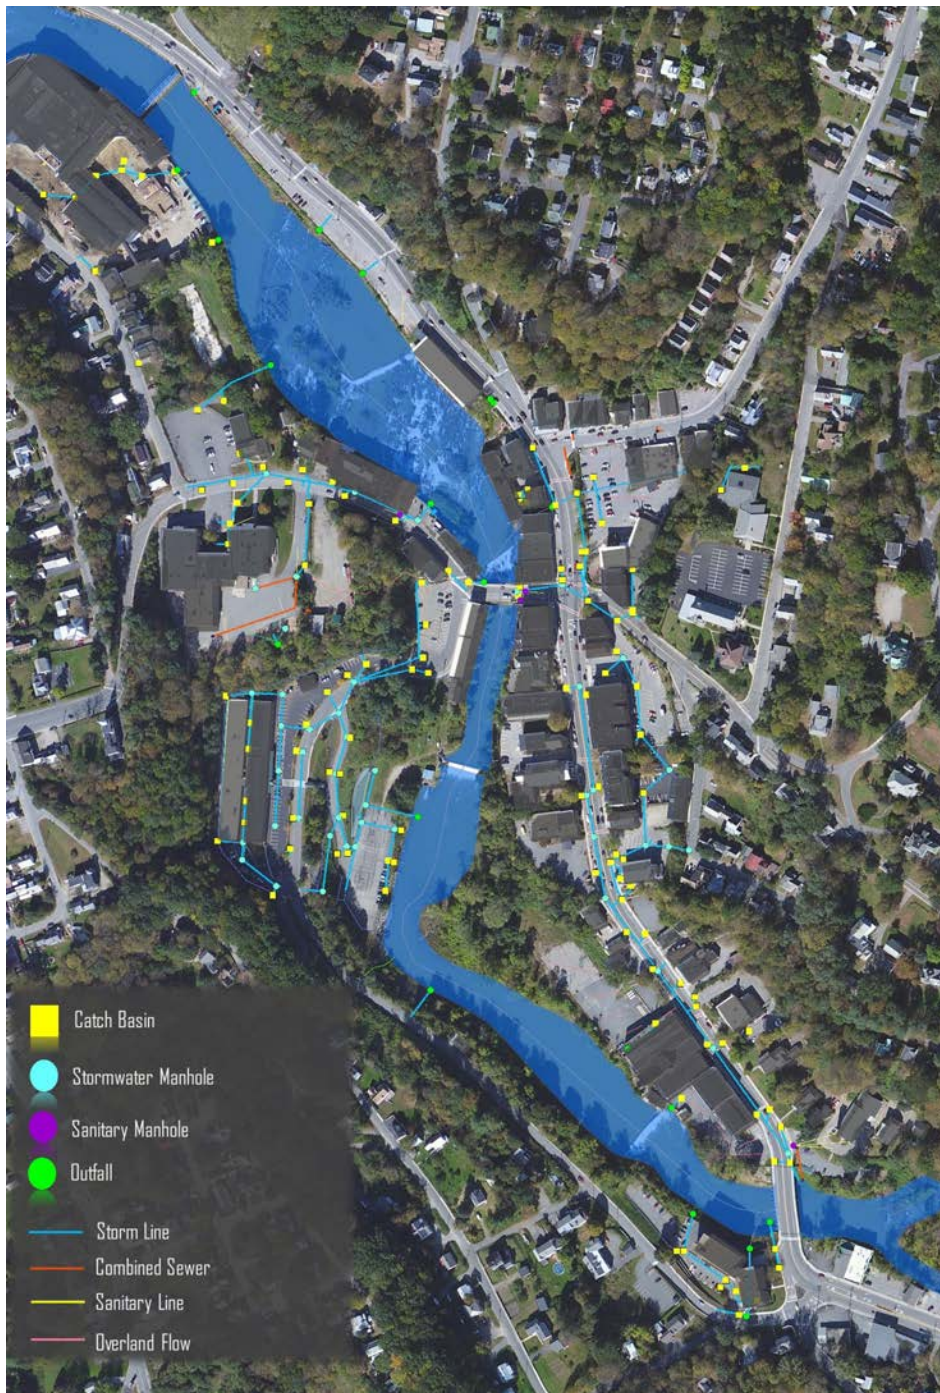 Catch Basin
Stormwater Manhole
Sanitary Manhole
Outfall
Storm Line
Combined Sewer
Sanitary Line
Overland Flow